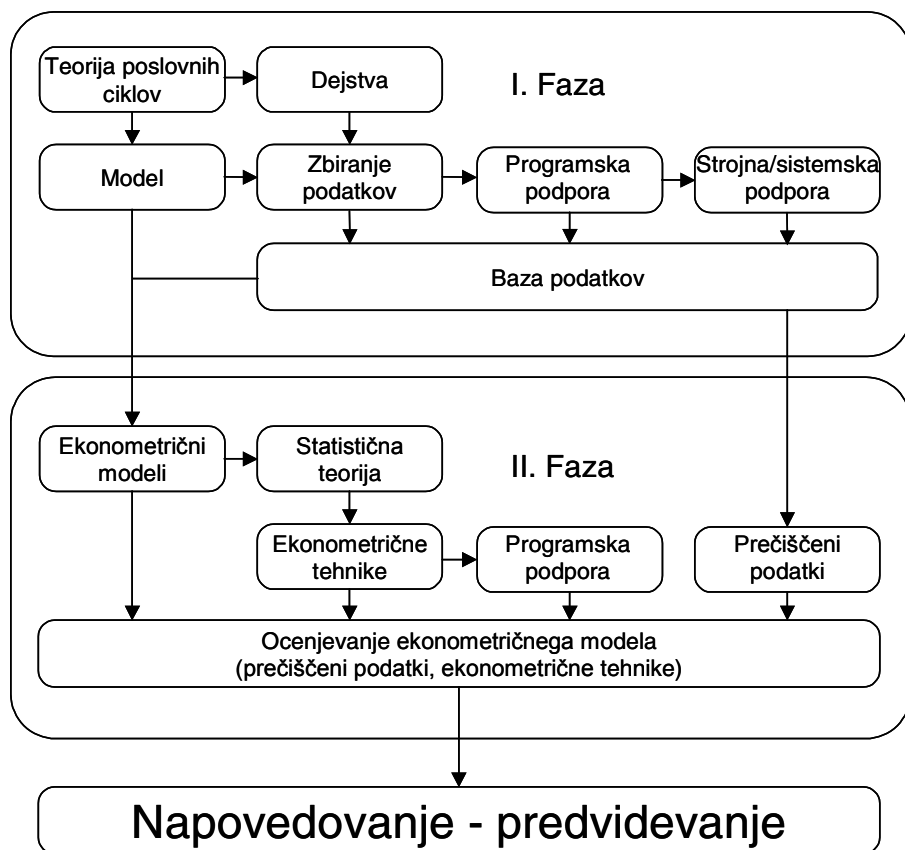 Teorija poslovnih
ciklov
Dejstva
I. Faza
Model
Zbiranje
podatkov
Programska
podpora
Strojna/sistemska
podpora
Baza podatkov
Ekonometrični
modeli
Statistična
teorija
II. Faza
Ekonometrične
tehnike
Programska
podpora
Prečiščeni
podatki
Ocenjevanje ekonometričnega modela
(prečiščeni podatki, ekonometrične tehnike)
Napovedovanje - predvidevanje